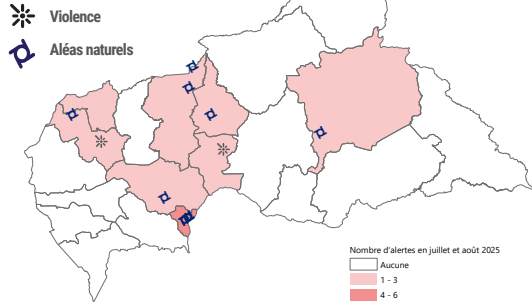 Violence
Aléas naturels
Nombre d'alertes en juillet et août 2025
Aucune
1 - 3
4 - 6